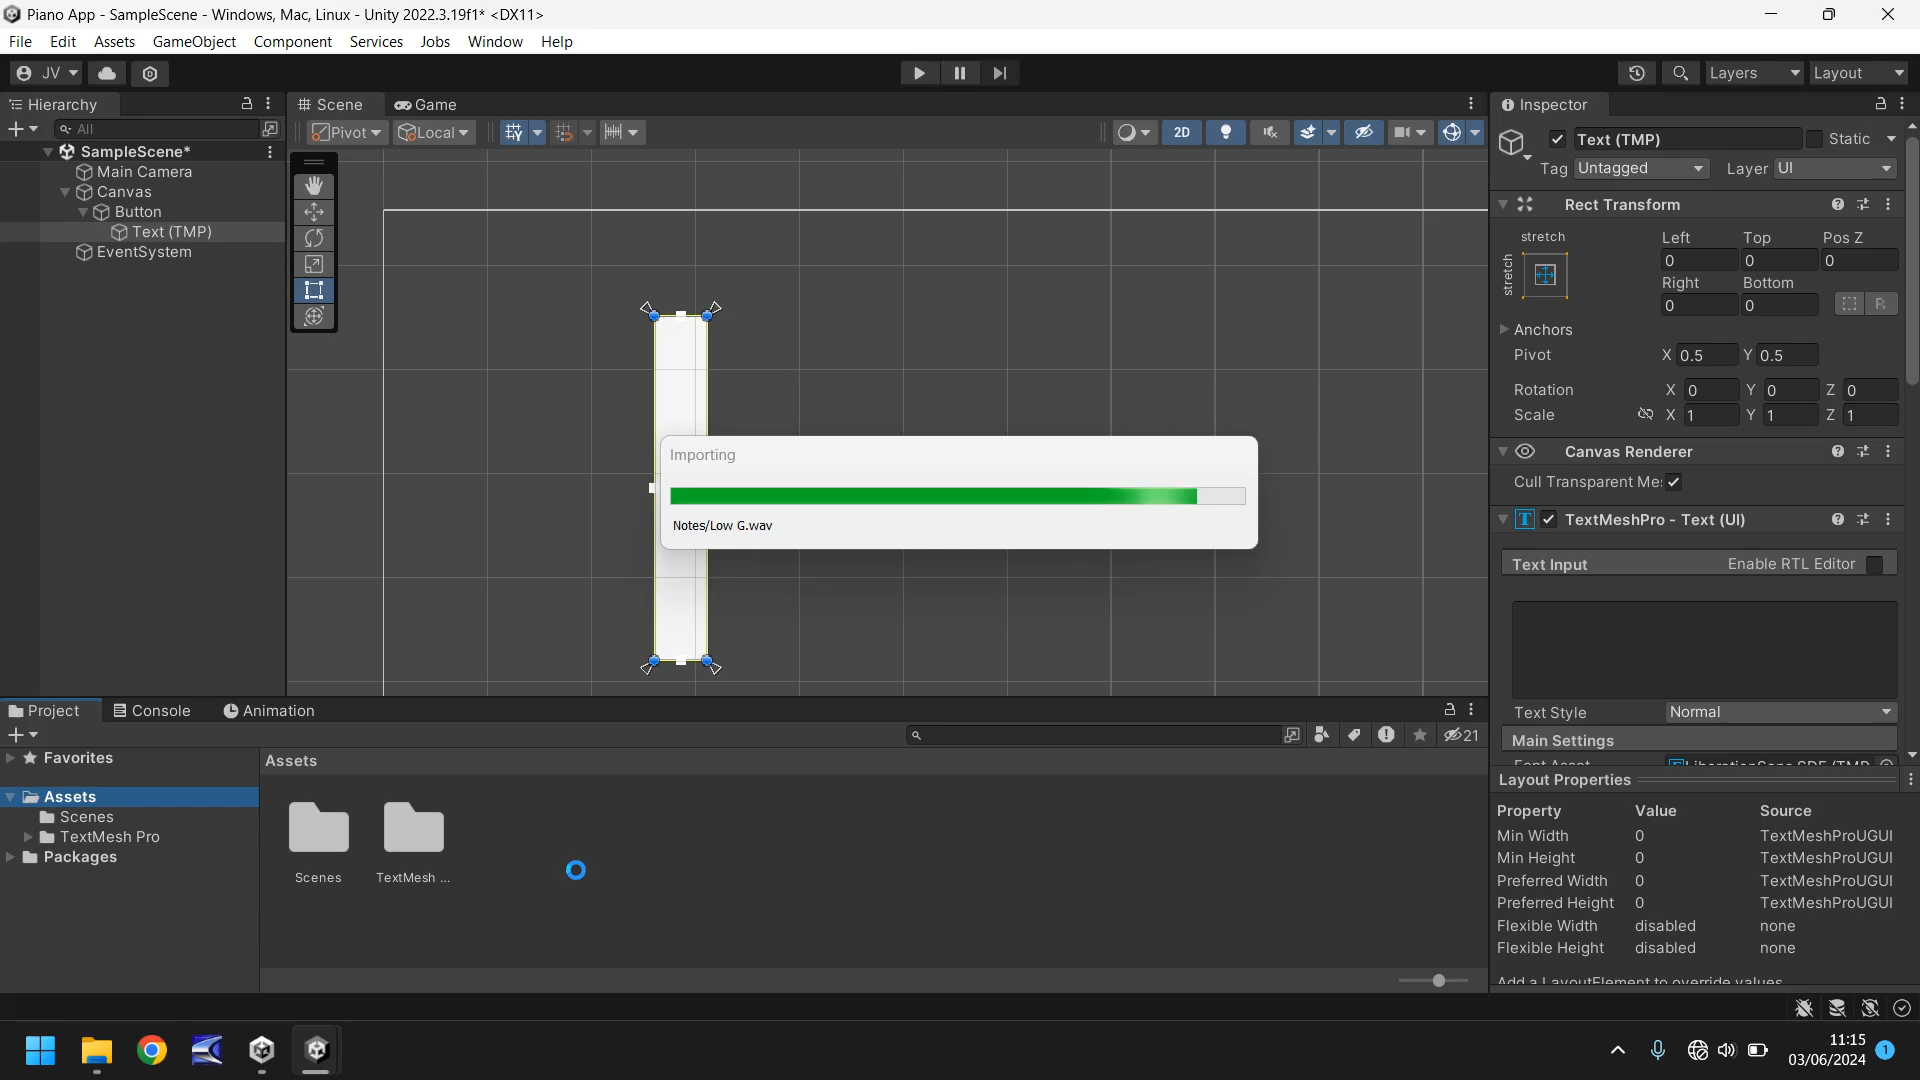 Piano App - SampleScene - Windows, Mac, Linux - Unity 2022.3.19f1* <DX11>
File Edit Assets GameObject Component Services Jobs Window Help
JV Layers Layout
Hierarchy Scene Game Inspector
All Pivot Local 2D
SampleScene*
Main Camera
Canvas
Button
Text (TMP)
EventSystem
Text (TMP) Static
Tag Untagged Layer UI
Rect Transform
stretch
stretch
Left Top Pos Z
0 0 0
Right Bottom
0 0 R
Anchors
Pivot X 0.5 Y 0.5
Rotation X 0 Y 0 Z 0
Scale X 1 Y 1 Z 1
Canvas Renderer
Cull Transparent Me:
TextMeshPro - Text (UI)
Text Input Enable RTL Editor
Text Style Normal
Main Settings
Importing
Notes/Low G.wav
Project Console Animation
21
Favorites
Assets
Scenes
TextMesh Pro
Packages
Assets
Scenes TextMesh ...
Layout Properties
Property Value Source
Min Width 0 TextMeshProUGUI
Min Height 0 TextMeshProUGUI
Preferred Width 0 TextMeshProUGUI
Preferred Height 0 TextMeshProUGUI
Flexible Width disabled none
Flexible Height disabled none
Add a LayoutElement to override values
11:15
03/06/2024 1